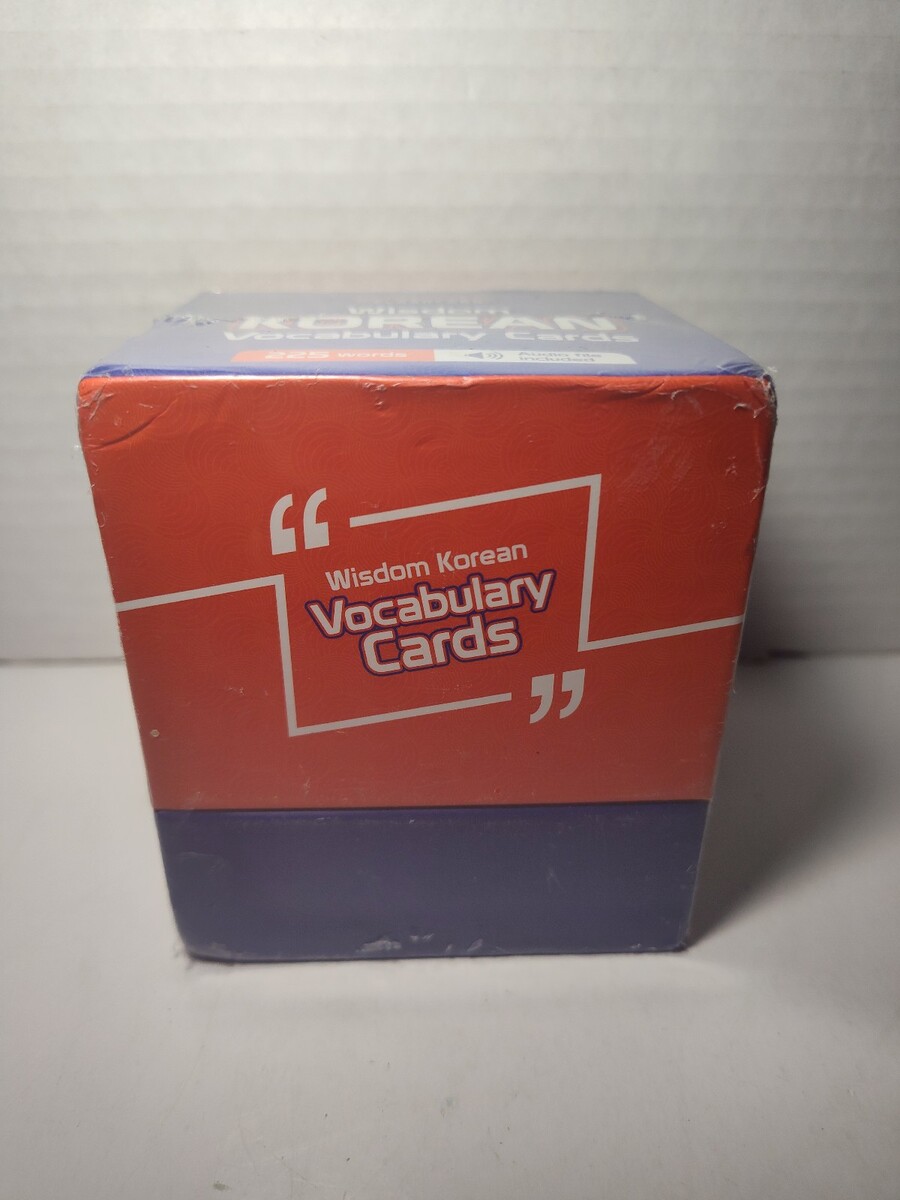 Wisdom
KOREAN
Vocabulary Cards
225 words
Audio file
included
“
Wisdom Korean
Vocabulary
Cards
”